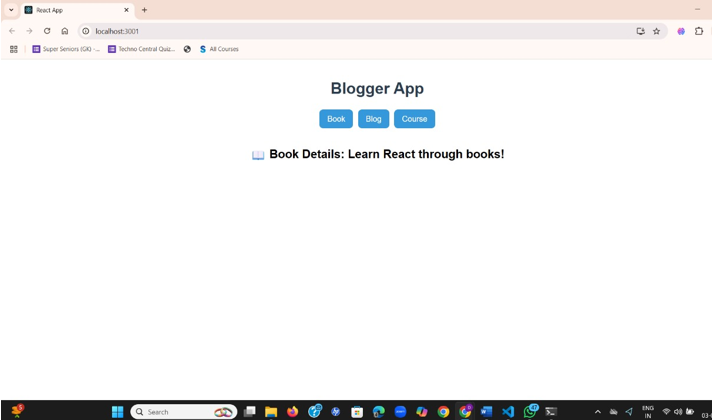 React App
localhost:3001
Super Seniors (GK) -...
Techno Central Quiz...
All Courses
Blogger App
Book Blog Course
📖 Book Details: Learn React through books!
Search
ENG
IN